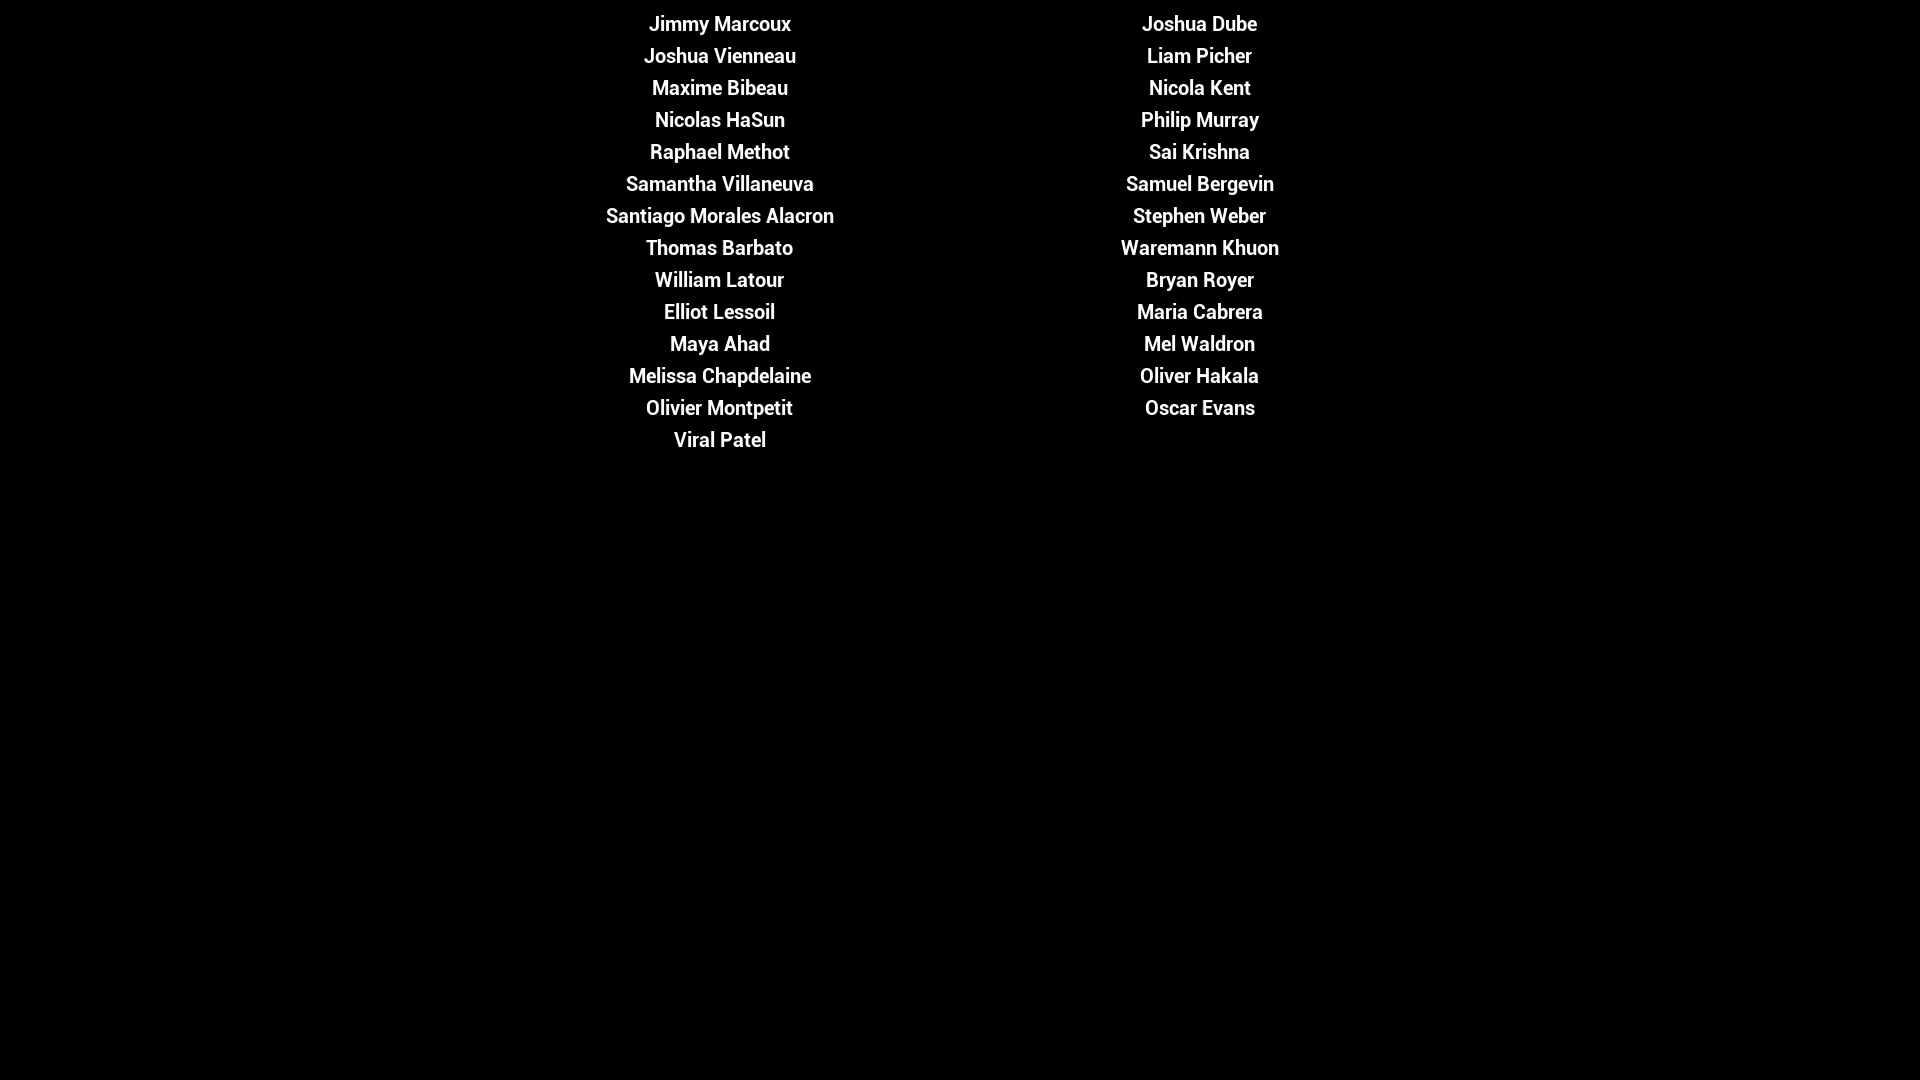 Jimmy Marcoux
Joshua Vienneau
Maxime Bibeau
Nicolas HaSun
Raphael Methot
Samantha Villaneuva
Santiago Morales Alacron
Thomas Barbato
William Latour
Elliot Lessoil
Maya Ahad
Melissa Chapdelaine
Olivier Montpetit
Viral Patel
Joshua Dube
Liam Picher
Nicola Kent
Philip Murray
Sai Krishna
Samuel Bergevin
Stephen Weber
Waremann Khuon
Bryan Royer
Maria Cabrera
Mel Waldron
Oliver Hakala
Oscar Evans